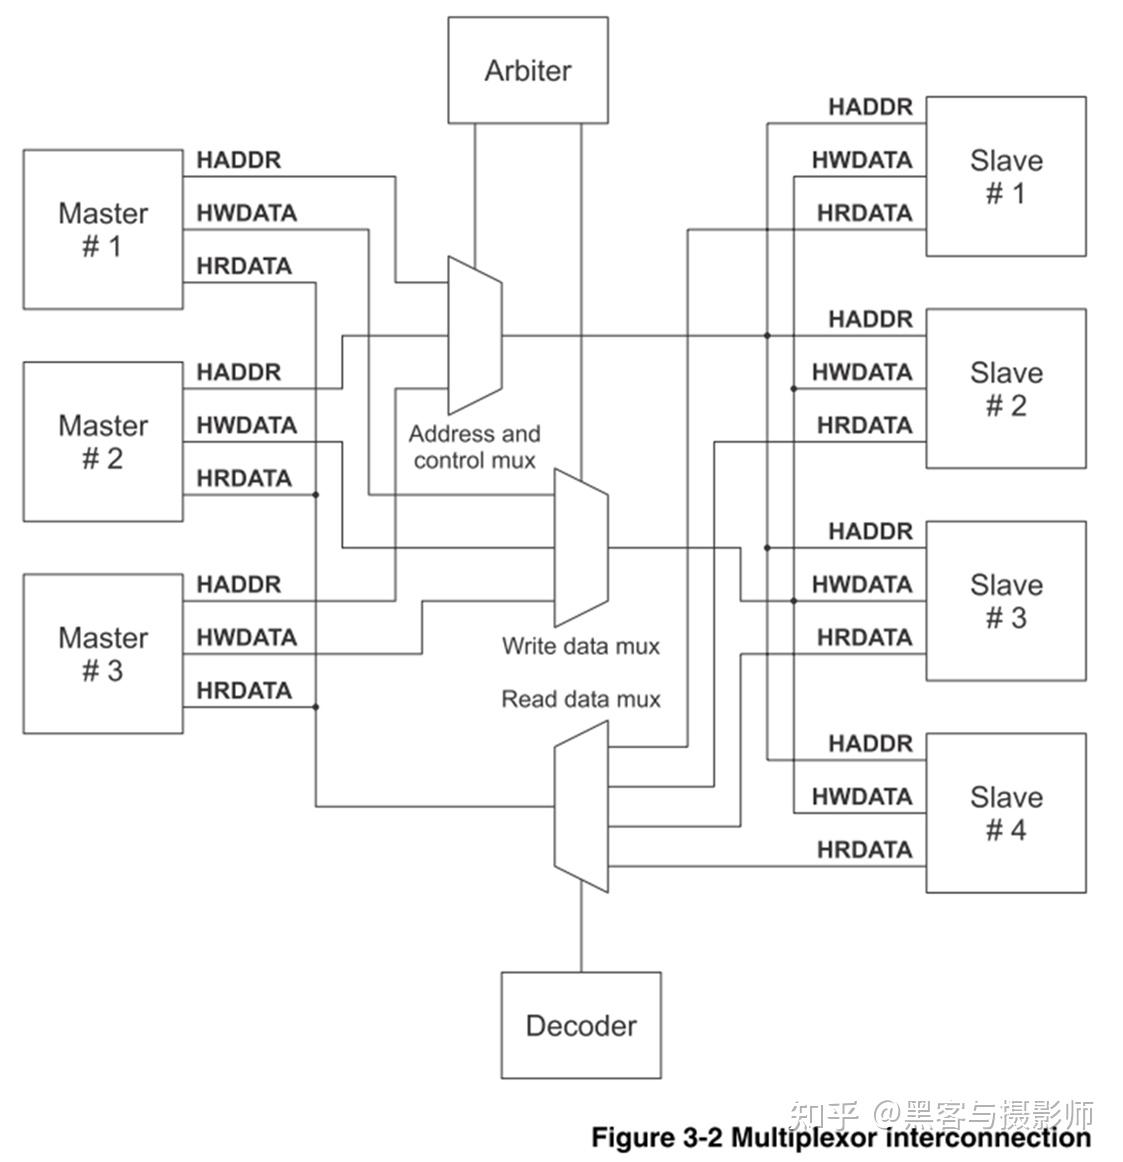 Arbiter
Master
# 1
HADDR
HWDATA
HRDATA
Master
# 2
HADDR
HWDATA
HRDATA
Master
# 3
HADDR
HWDATA
HRDATA
Address and
control mux
Write data mux
Read data mux
HADDR
HWDATA
HRDATA
Slave
# 1
HADDR
HWDATA
HRDATA
Slave
# 2
HADDR
HWDATA
HRDATA
Slave
# 3
HADDR
HWDATA
HRDATA
Slave
# 4
Decoder
知乎 @黑客与摄影师
Figure 3-2 Multiplexor interconnection